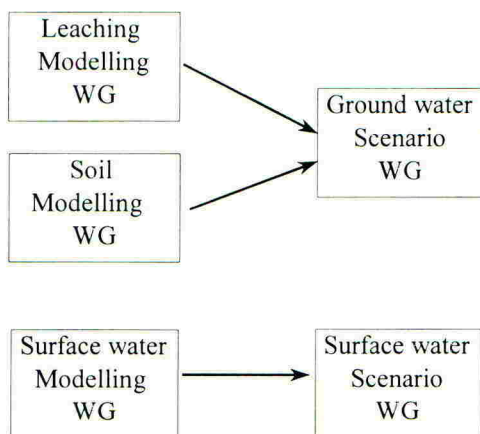 Leaching
Modelling
WG
Ground water
Scenario
WG
Soil
Modelling
WG
Surface water
Modelling
WG
Surface water
Scenario
WG